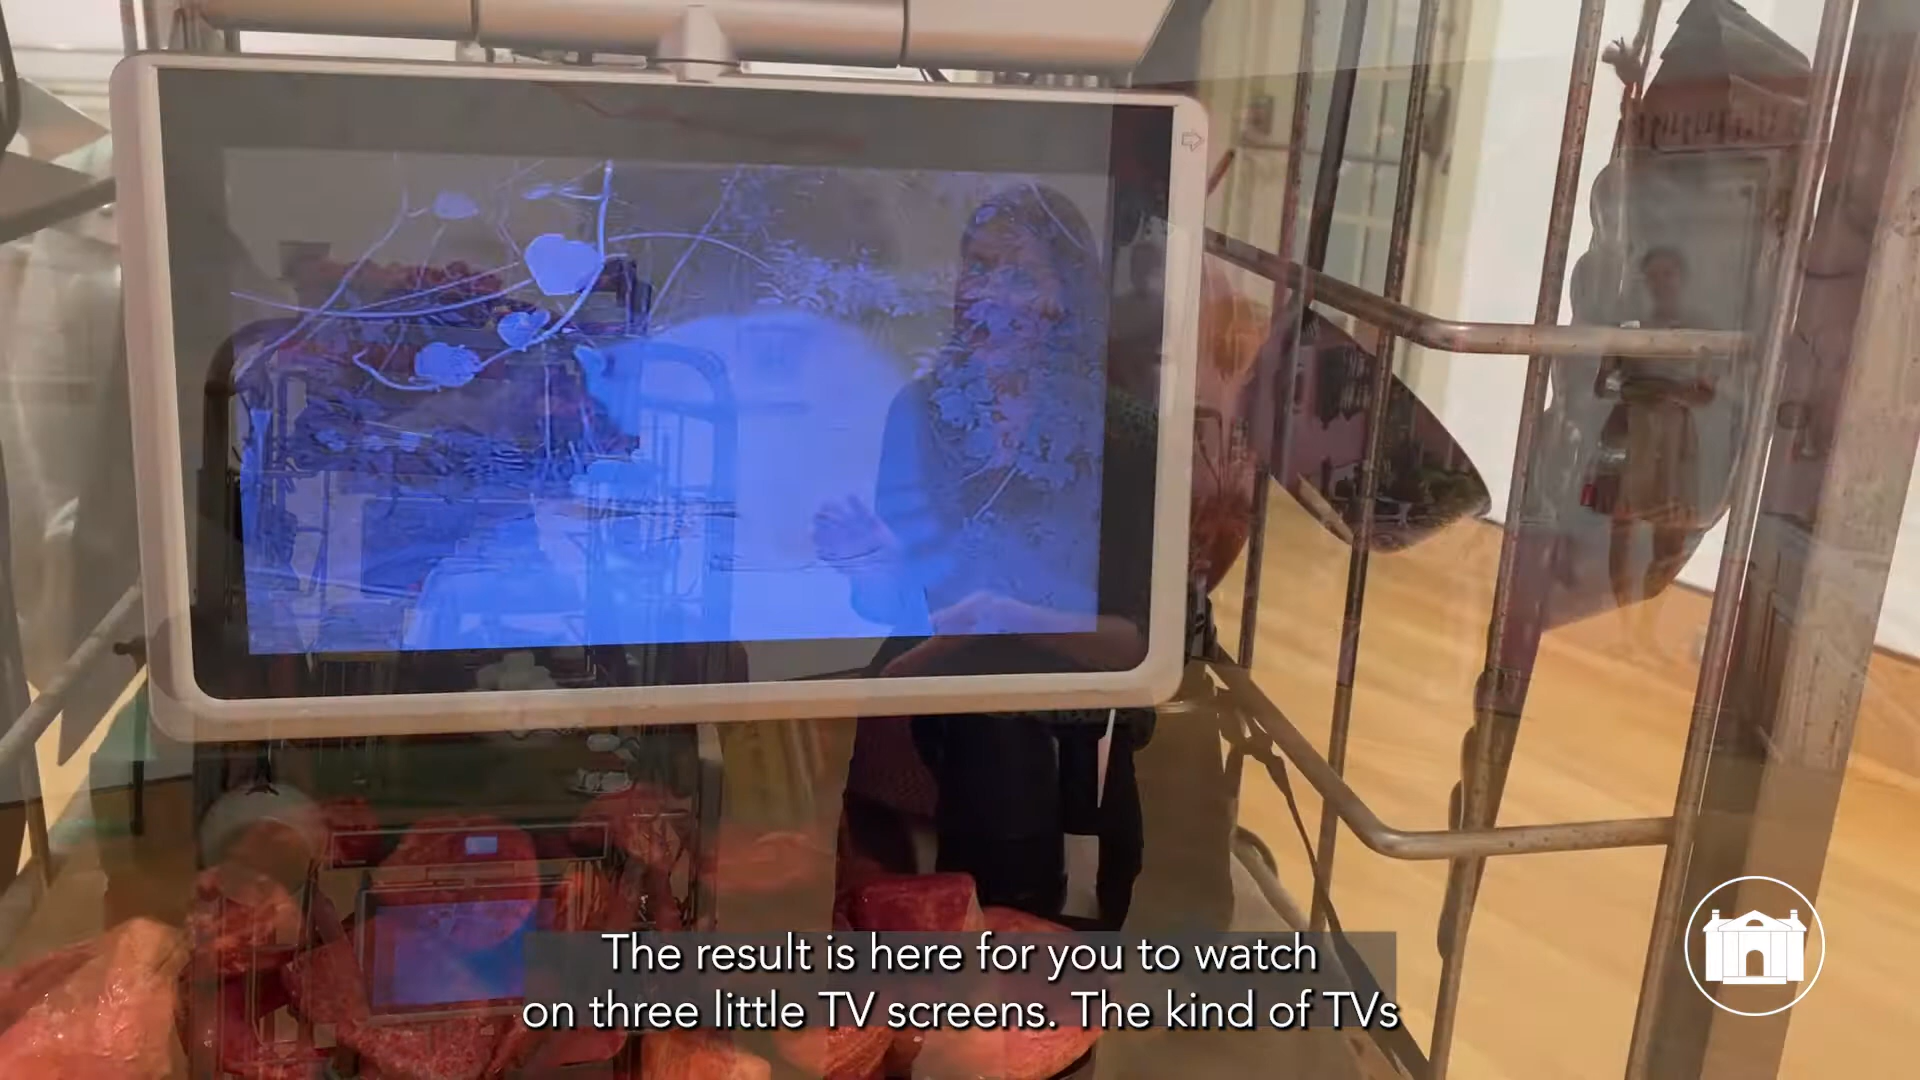 The result is here for you to watch
on three little TV screens. The kind of TVs